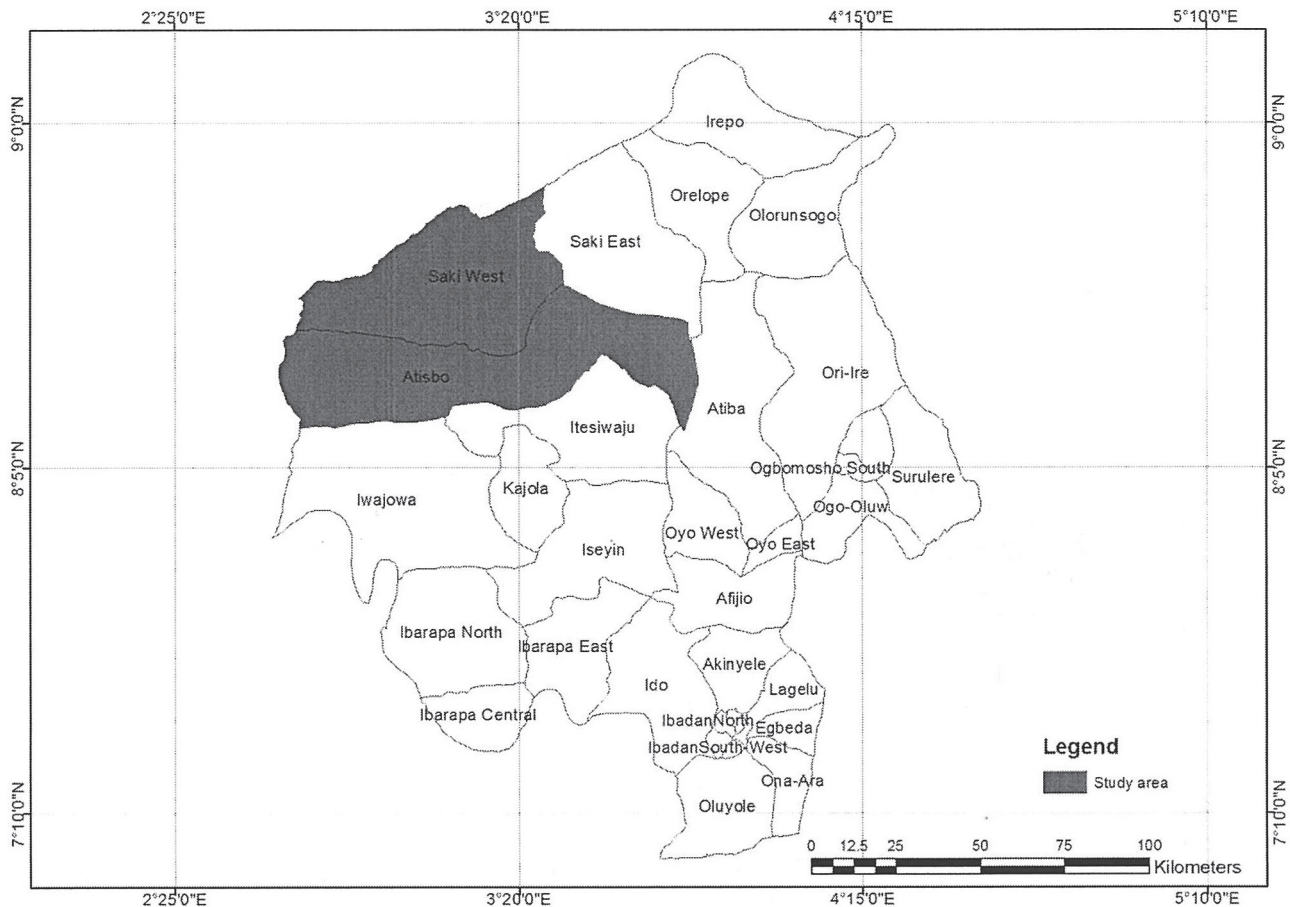 2°25'0"E
3°20'0"E
4°15'0"E
5°10'0"E
9°0'0"N
9°0'0"N
Irepo
Orelope
Olorunsogo
Saki East
Saki West
Ori-Ire
Atisbo
Atiba
Itesiwaju
8°5'0"N
8°5'0"N
Ogbomosho South
Surulere
Kajola
Iwajowa
Ogo-Oluw
Oyo West
Oyo East
Iseyin
Afijio
Ibarapa North
Ibarapa East
Akinyele
Ido
Lagelu
Ibarapa Central
IbadanNorth
Egbeda
IbadanSouth-West
Ona-Ara
Oluyole
7°10'0"N
7°10'0"N
Legend
Study area
0 12.5 25 50 75 100
Kilometers
2°25'0"E
3°20'0"E
4°15'0"E
5°10'0"E